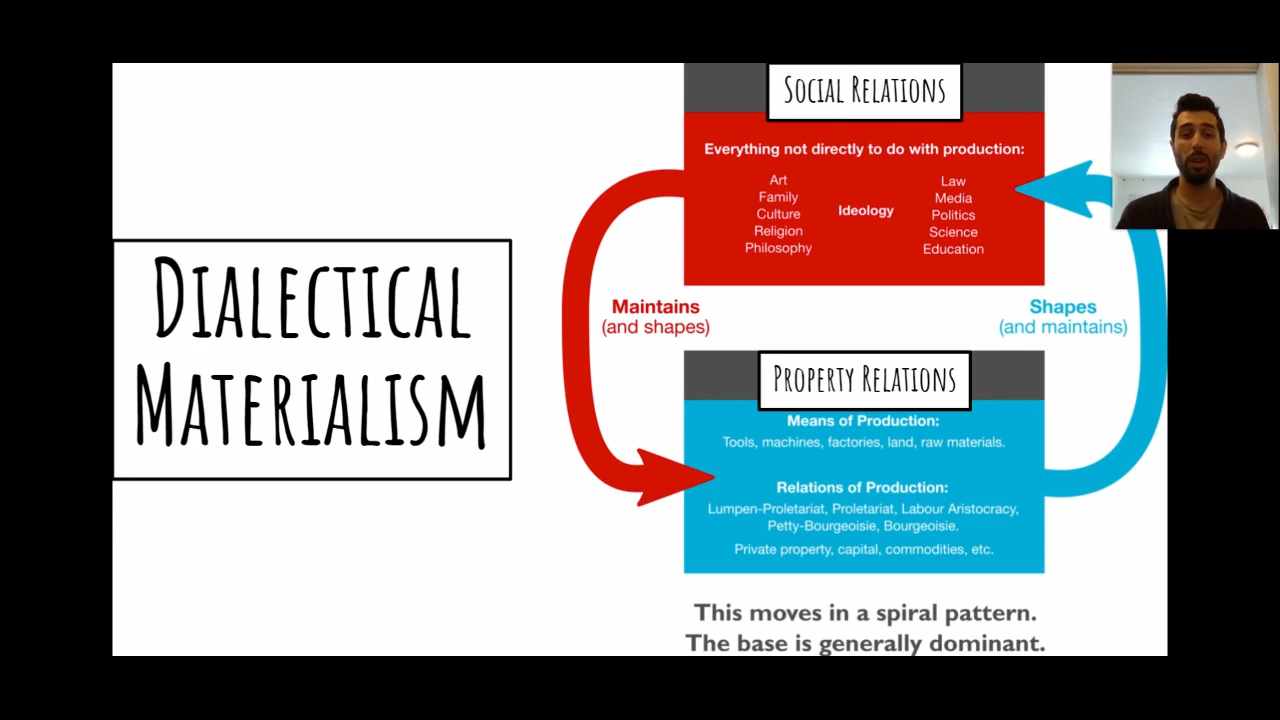 DIALECTICAL
MATERIALISM
SOCIAL RELATIONS
Everything not directly to do with production:
Art
Family
Culture
Religion
Philosophy
Ideology
Law
Media
Politics
Science
Education
Maintains
(and shapes)
Shapes
(and maintains)
PROPERTY RELATIONS
Means of Production:
Tools, machines, factories, land, raw materials.
Relations of Production:
Lumpen-Proletariat, Proletariat, Labour Aristocracy,
Petty-Bourgeoisie, Bourgeoisie.
Private property, capital, commodities, etc.
This moves in a spiral pattern.
The base is generally dominant.